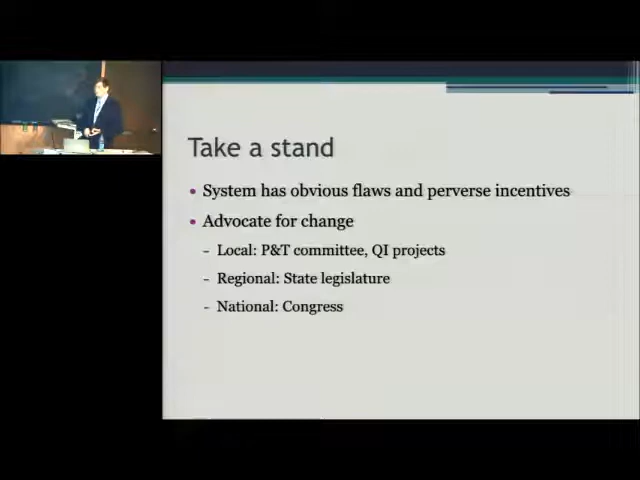 Take a stand
• System has obvious flaws and perverse incentives
• Advocate for change
- Local: P&T committee, QI projects
- Regional: State legislature
- National: Congress